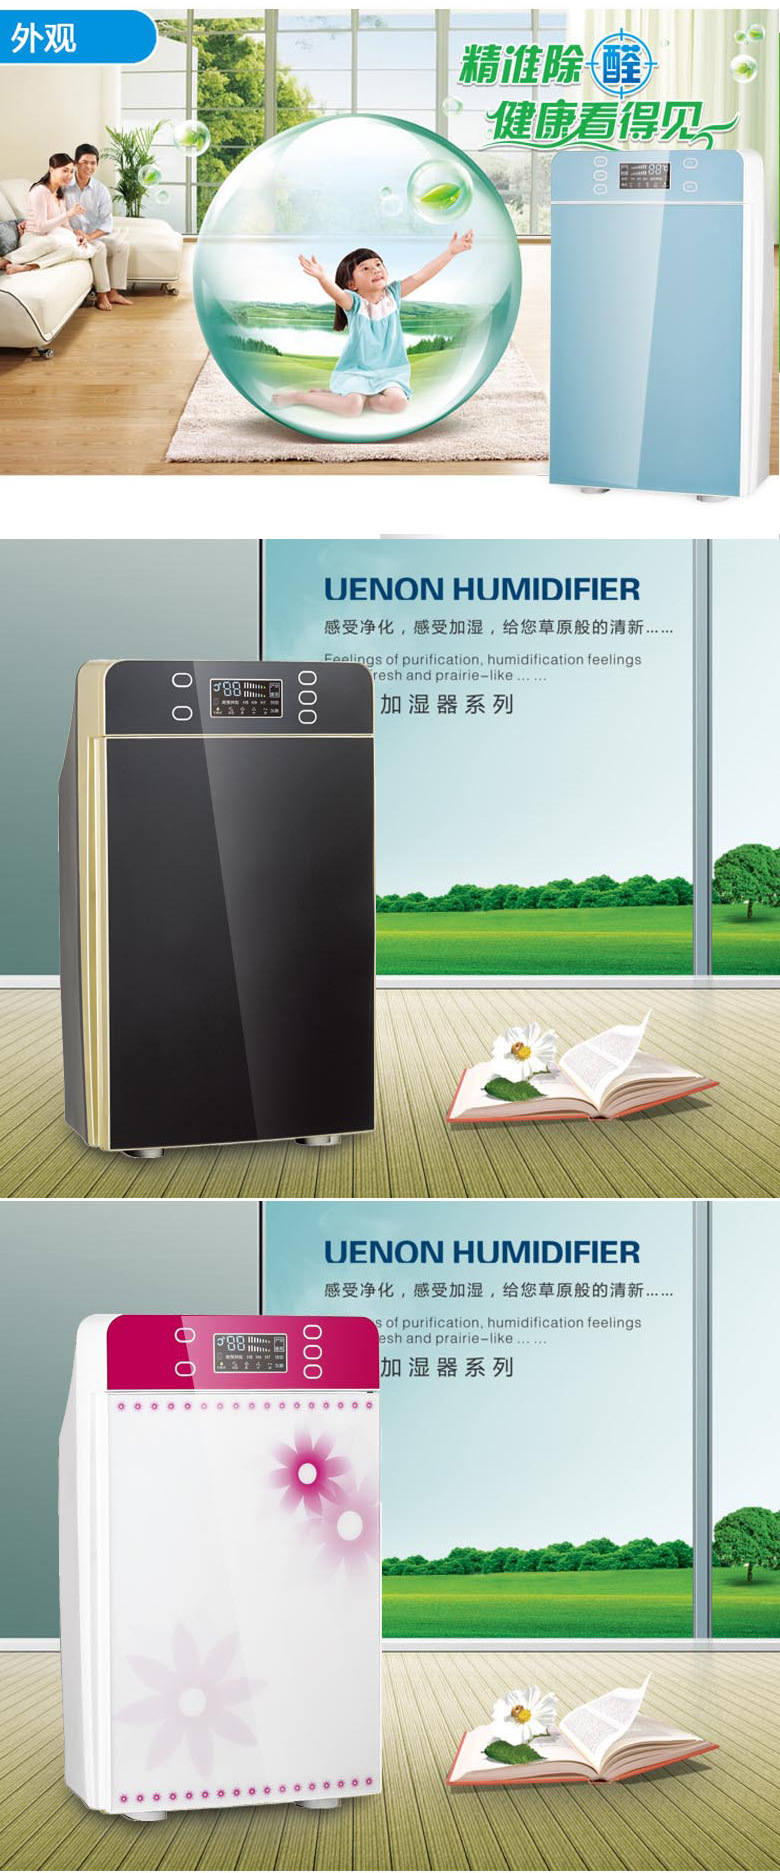 外观
精准除醛
健康看得见
UENON HUMIDIFIER
感受净化，感受加湿，给您草原般的清新……
Feelings of purification, humidification feelings
resh and prairie-like … …
加湿器系列
UENON HUMIDIFIER
感受净化，感受加湿，给您草原般的清新……
s of purification, humidification feelings
esh and prairie-like … …
加湿器系列